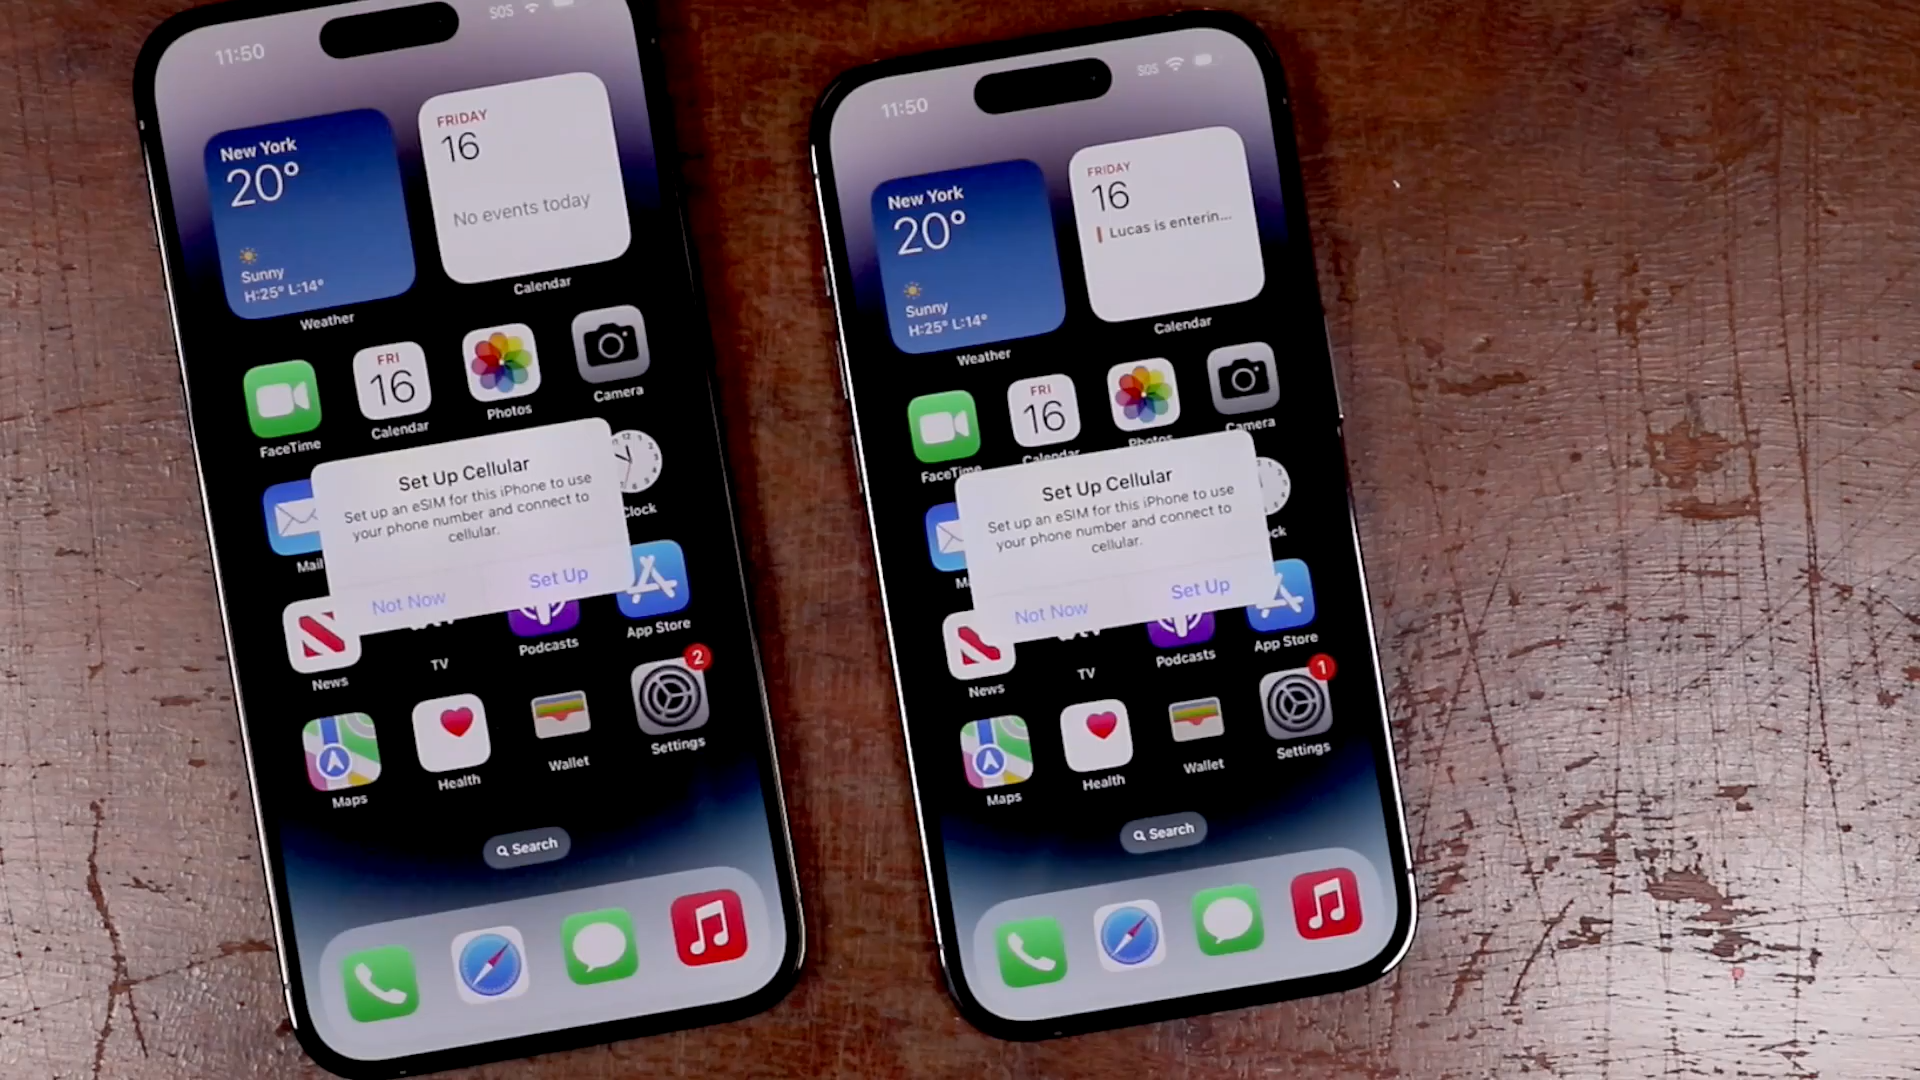 11:50
SOS
New York
20°
Sunny
H:25° L:14°
Weather
FRIDAY
16
No events today
Calendar
FaceTime
FRI
16
Calendar
Photos
Camera
Set Up Cellular
Set up an eSIM for this iPhone to use
your phone number and connect to
cellular.
Not Now
Set Up
Mail
Clock
News
TV
Podcasts
App Store
2
Maps
Health
Wallet
Settings
Search
11:50
SOS
New York
20°
Sunny
H:25° L:14°
Weather
FRIDAY
16
Lucas is enterin...
Calendar
FaceTime
FRI
16
Calendar
Photos
Camera
Set Up Cellular
Set up an eSIM for this iPhone to use
your phone number and connect to
cellular.
Not Now
Set Up
News
TV
Podcasts
App Store
1
Maps
Health
Wallet
Settings
Search